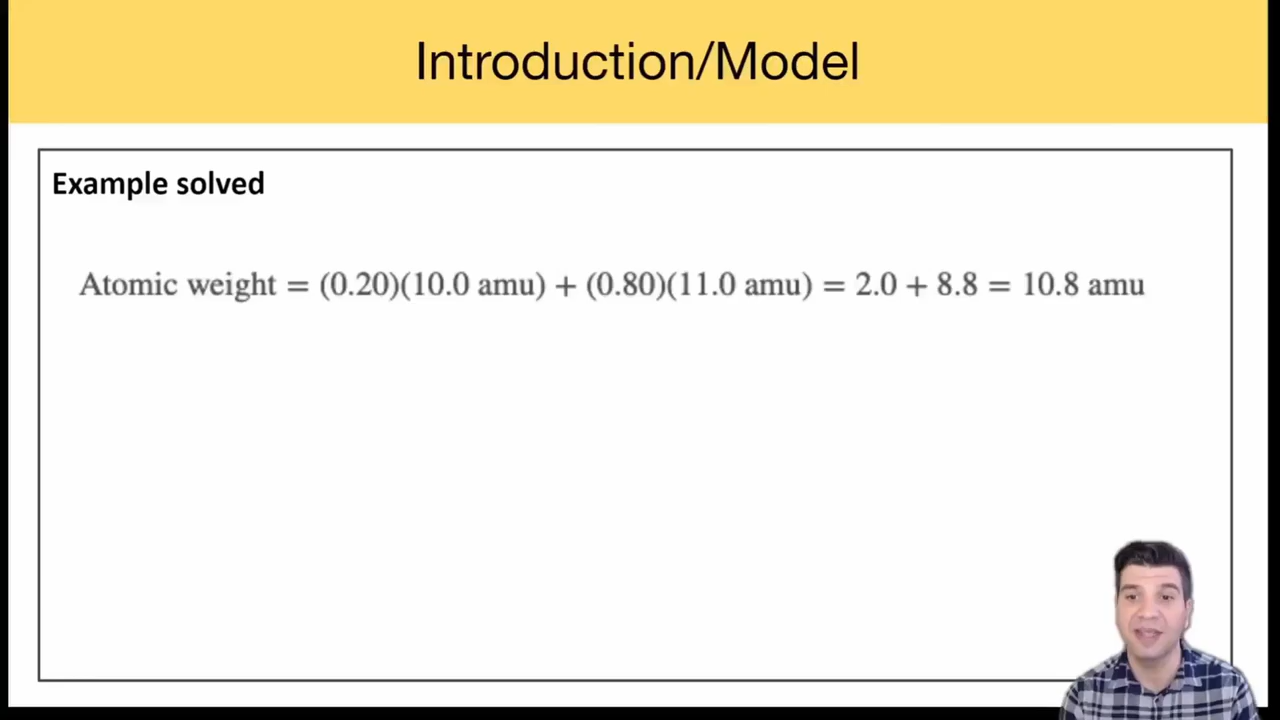 Introduction/Model
Example solved
Atomic weight = (0.20)(10.0 amu) + (0.80)(11.0 amu) = 2.0 + 8.8 = 10.8 amu